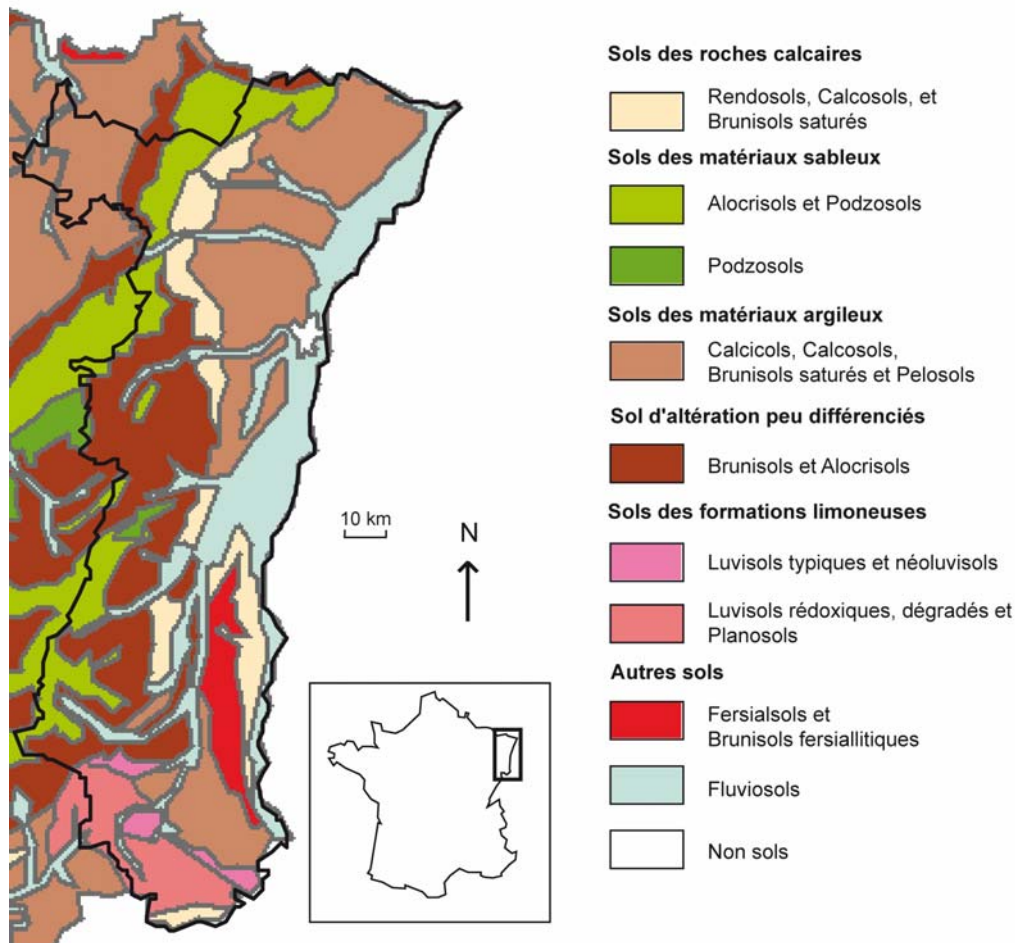 Sols des roches calcaires
Rendosols, Calcosols, et
Brunisols saturés
Sols des matériaux sableux
Alocrisols et Podzosols
Podzosols
Sols des matériaux argileux
Calcicols, Calcosols,
Brunisols saturés et Pelosols
Sol d'altération peu différenciés
Brunisols et Alocrisols
Sols des formations limoneuses
Luvisols typiques et néoluvisols
Luvisols rédoxiques, dégradés et
Planosols
Autres sols
Fersialsols et
Brunisols fersiallitiques
Fluviosols
Non sols
10 km
N